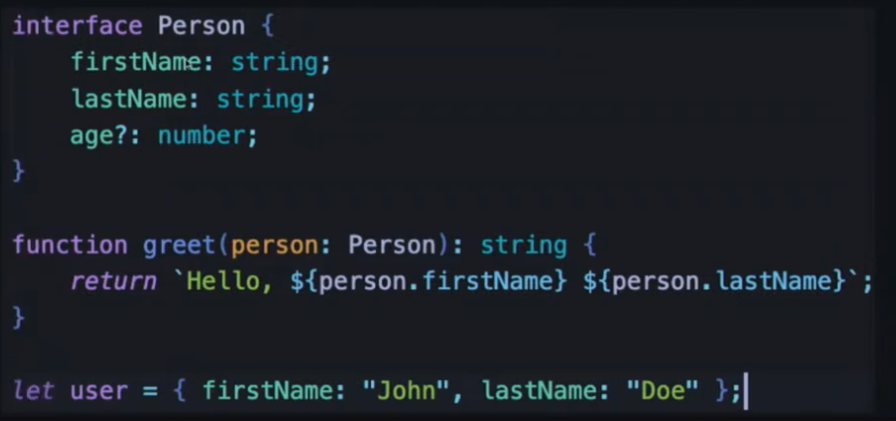 interface Person {
    firstName: string;
    lastName: string;
    age?: number;
}

function greet(person: Person): string {
    return `Hello, ${person.firstName} ${person.lastName}`;
}

let user = { firstName: "John", lastName: "Doe" };